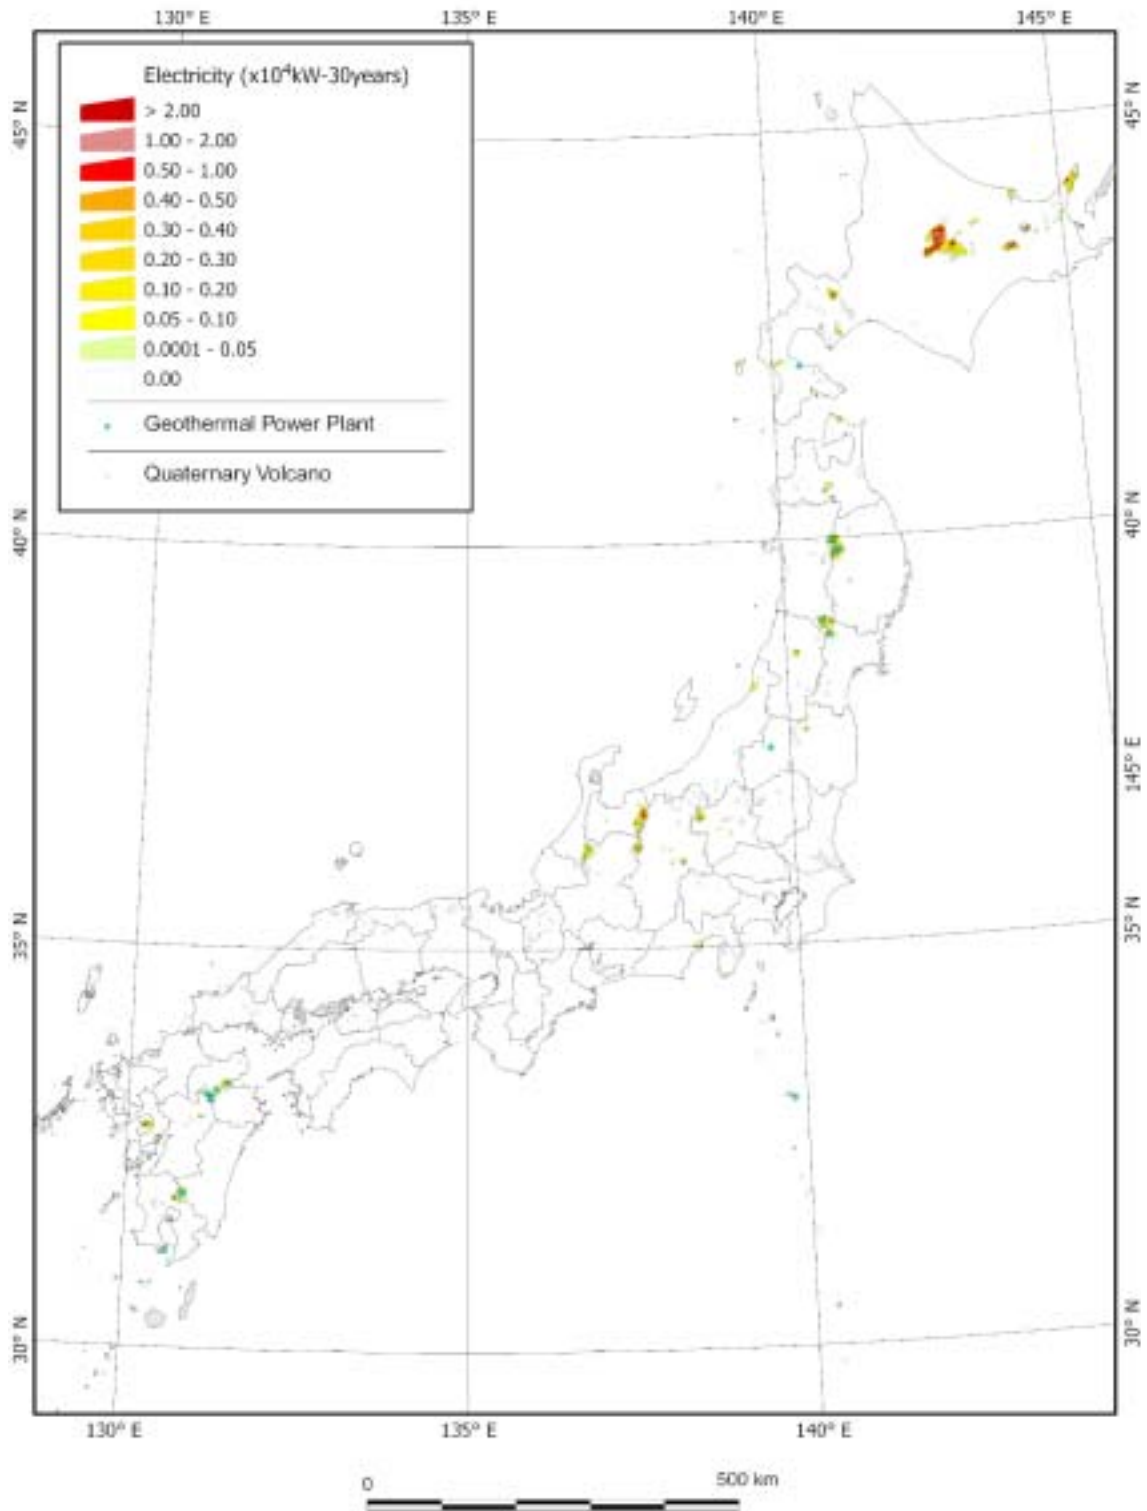 130° E
135° E
140° E
145° E
Electricity (x10⁴kW-30years)
> 2.00
1.00 - 2.00
0.50 - 1.00
0.40 - 0.50
0.30 - 0.40
0.20 - 0.30
0.10 - 0.20
0.05 - 0.10
0.0001 - 0.05
0.00
Geothermal Power Plant
Quaternary Volcano
45° N
45° N
40° N
40° N
145° E
35° N
35° N
30° N
30° N
130° E
135° E
140° E
0
500 km